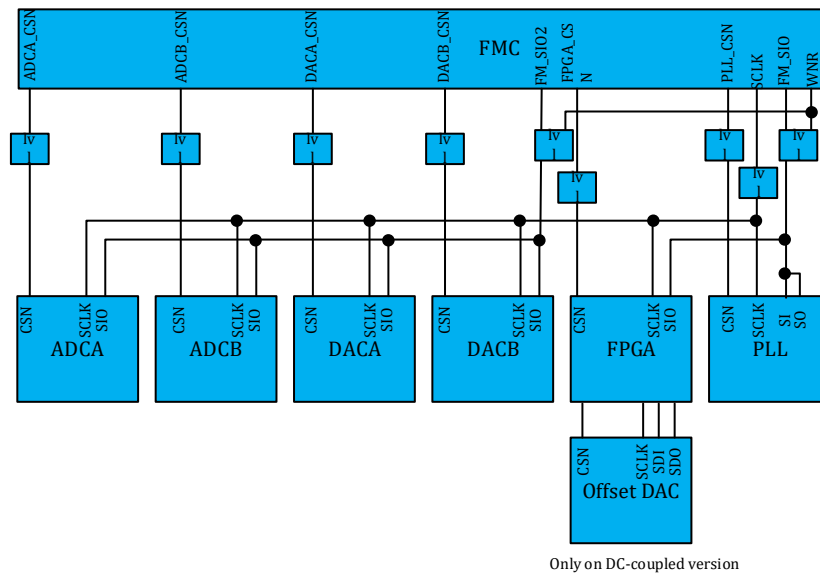 ADCA_CSN
ADCB_CSN
DACA_CSN
DACB_CSN
FM_SIO2
FPGA_CS
N
PLL_CSN
SCLK
FM_SIO
WNR
FMC
lv
l
lv
l
lv
l
lv
l
lv
l
lv
l
lv
l
lv
l
lv
l
CSN
SCLK
SIO
ADCA
CSN
SCLK
SIO
ADCB
CSN
SCLK
SIO
DACA
CSN
SCLK
SIO
DACB
CSN
SCLK
SIO
FPGA
CSN
SCLK
SI
SO
PLL
CSN
SCLK
SDI
SDO
Offset DAC
Only on DC-coupled version